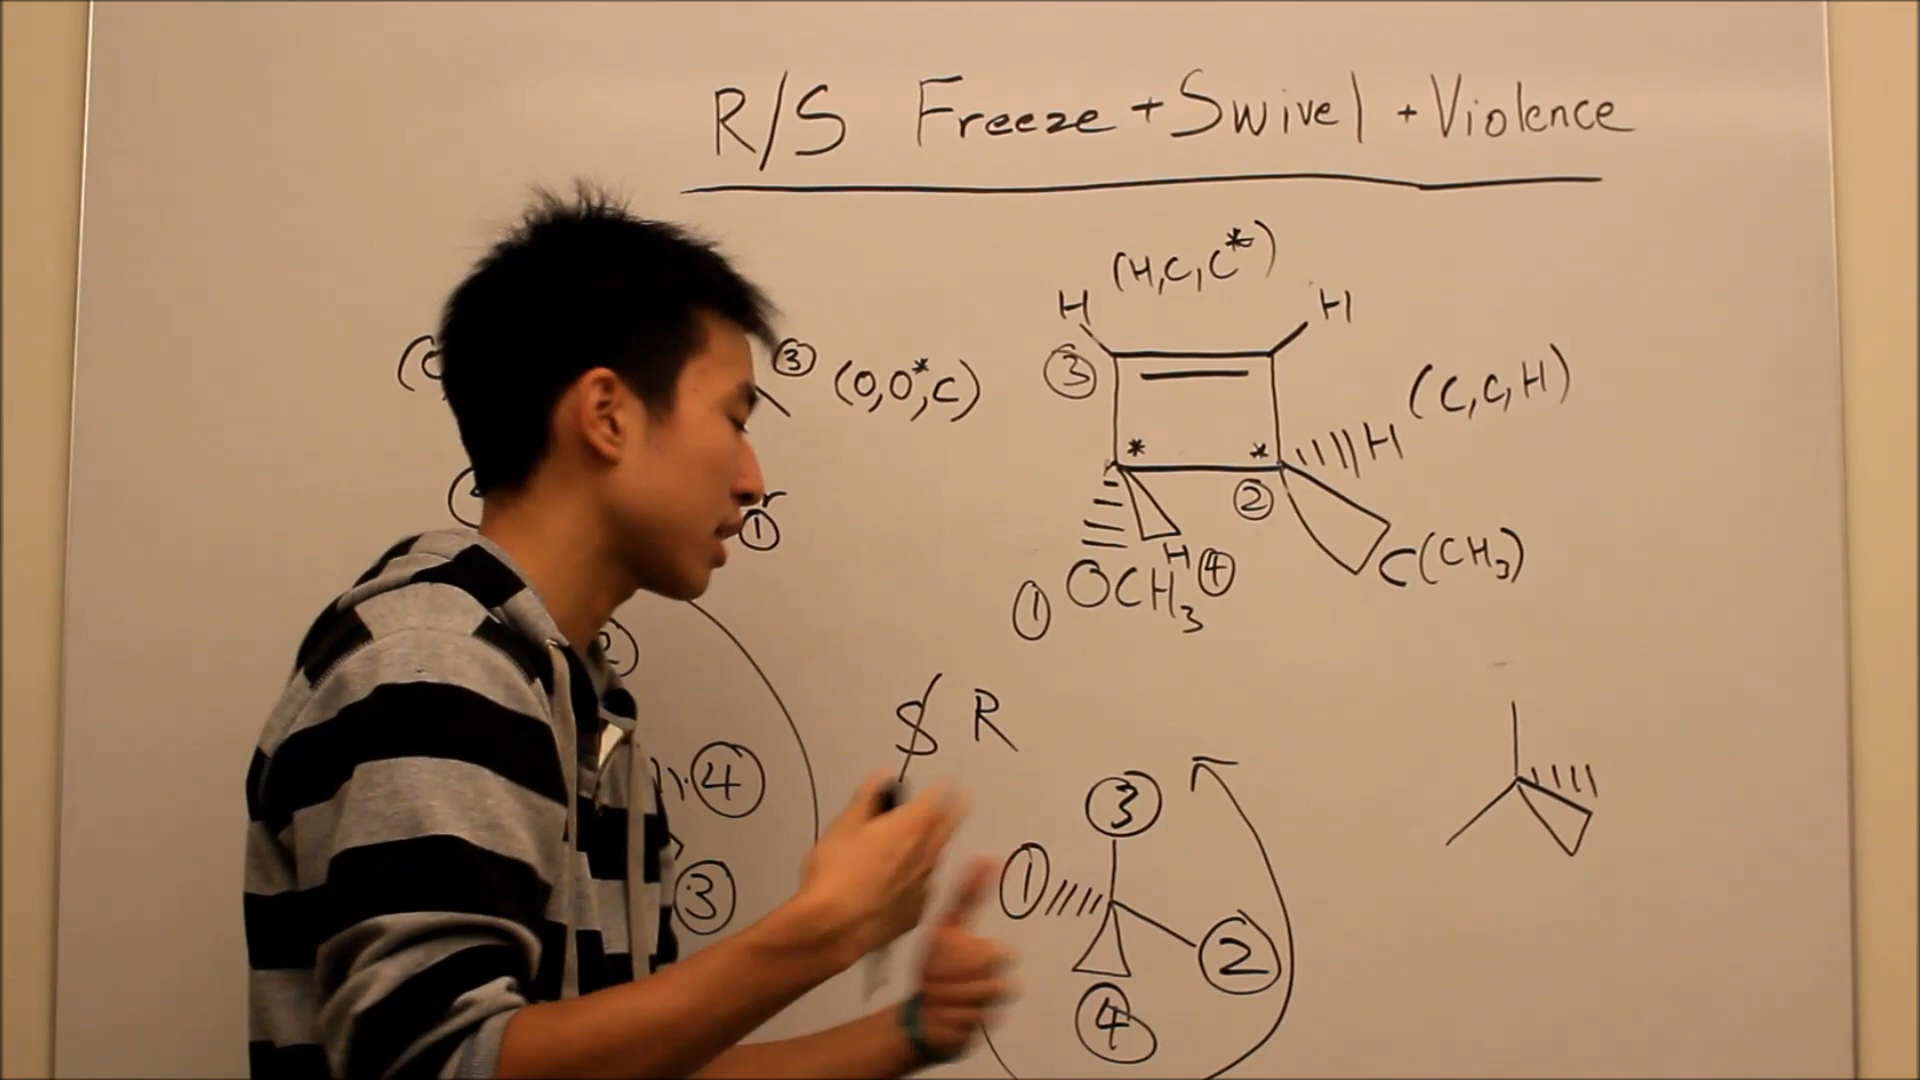 R/S Freeze + Swivel + Violence
(H,C,C*)
H H
3 (O,O*,C) 3 (C,C,H)
* * H
2
1
H 4 C(CH3)
1 OCH3
2
S R
4
3
1
3 2
4